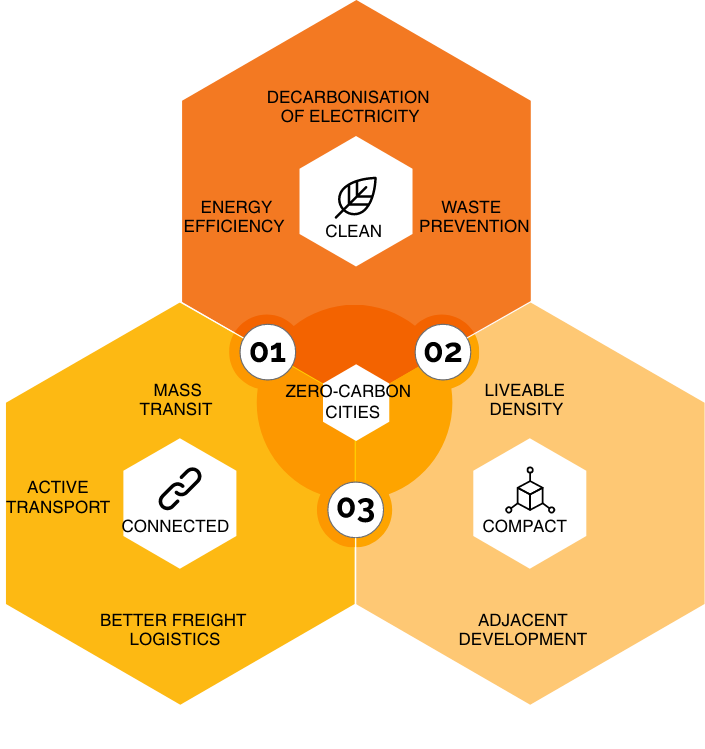 DECARBONISATION
OF ELECTRICITY
ENERGY
EFFICIENCY
CLEAN
WASTE
PREVENTION
01
02
ZERO-CARBON
CITIES
MASS
TRANSIT
ACTIVE
TRANSPORT
CONNECTED
BETTER FREIGHT
LOGISTICS
03
LIVEABLE
DENSITY
COMPACT
ADJACENT
DEVELOPMENT